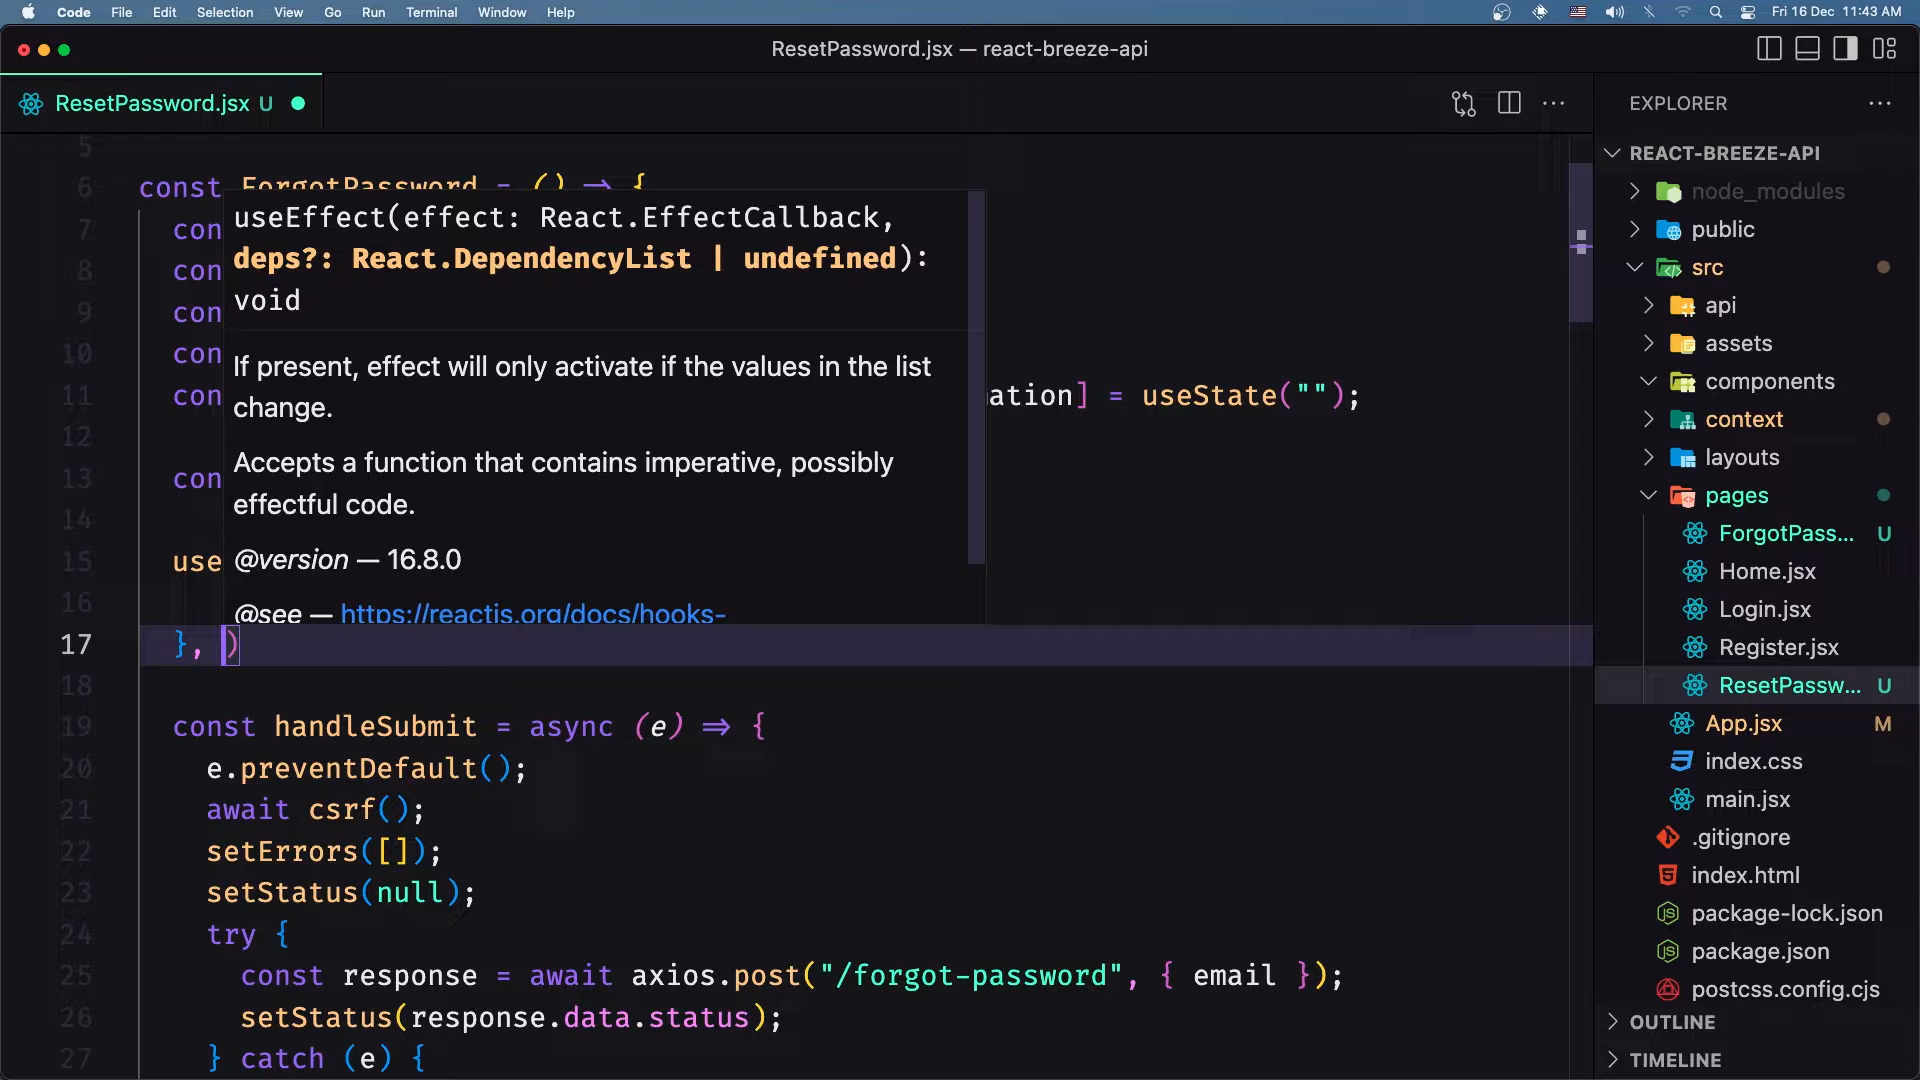 Code File Edit Selection View Go Run Terminal Window Help Fri 16 Dec 11:43 AM
ResetPassword.jsx — react-breeze-api
ResetPassword.jsx U
5
6 const ForgotPassword = () => {
7 con
8 con
9 con
10 con
11 con ation] = useState("");
12
13 con
14
15 use
16
17 }, )
18
19 const handleSubmit = async (e) => {
20 e.preventDefault();
21 await csrf();
22 setErrors([]);
23 setStatus(null);
24 try {
25 const response = await axios.post("/forgot-password", { email });
26 setStatus(response.data.status);
27 } catch (e) {
useEffect(effect: React.EffectCallback,
deps?: React.DependencyList | undefined):
void
If present, effect will only activate if the values in the list
change.
Accepts a function that contains imperative, possibly
effectful code.
@version — 16.8.0
@see — https://reactjs.org/docs/hooks-
EXPLORER
REACT-BREEZE-API
node_modules
public
src
api
assets
components
context
layouts
pages
ForgotPass... U
Home.jsx
Login.jsx
Register.jsx
ResetPassw... U
App.jsx M
index.css
main.jsx
.gitignore
index.html
package-lock.json
package.json
postcss.config.cjs
OUTLINE
TIMELINE